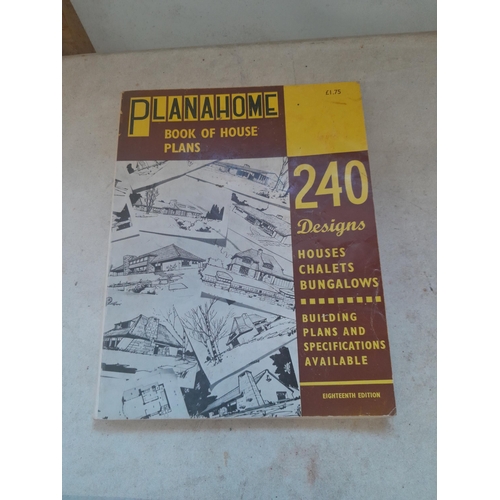 £1.75
PLANAHOME
BOOK OF HOUSE
PLANS
240
Designs
HOUSES
CHALETS
BUNGALOWS
BUILDING
PLANS AND
SPECIFICATIONS
AVAILABLE
EIGHTEENTH EDITION